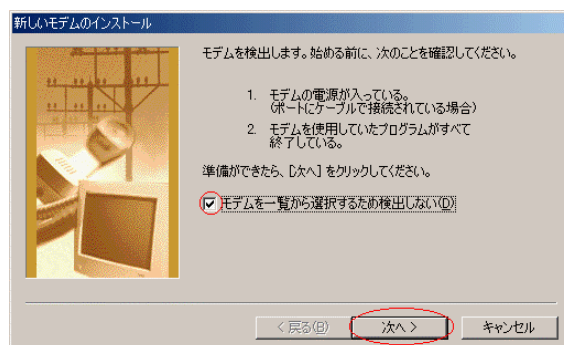 新しいモデムのインストール
モデムを検出します。始める前に、次のことを確認してください。
1. モデムの電源が入っている。
(ポートにケーブルで接続されている場合)
2. モデムを使用していたプログラムがすべて
終了している。
準備ができたら、[次へ] をクリックしてください。
モデムを一覧から選択するため検出しない(D)
< 戻る(B)
次へ >
キャンセル